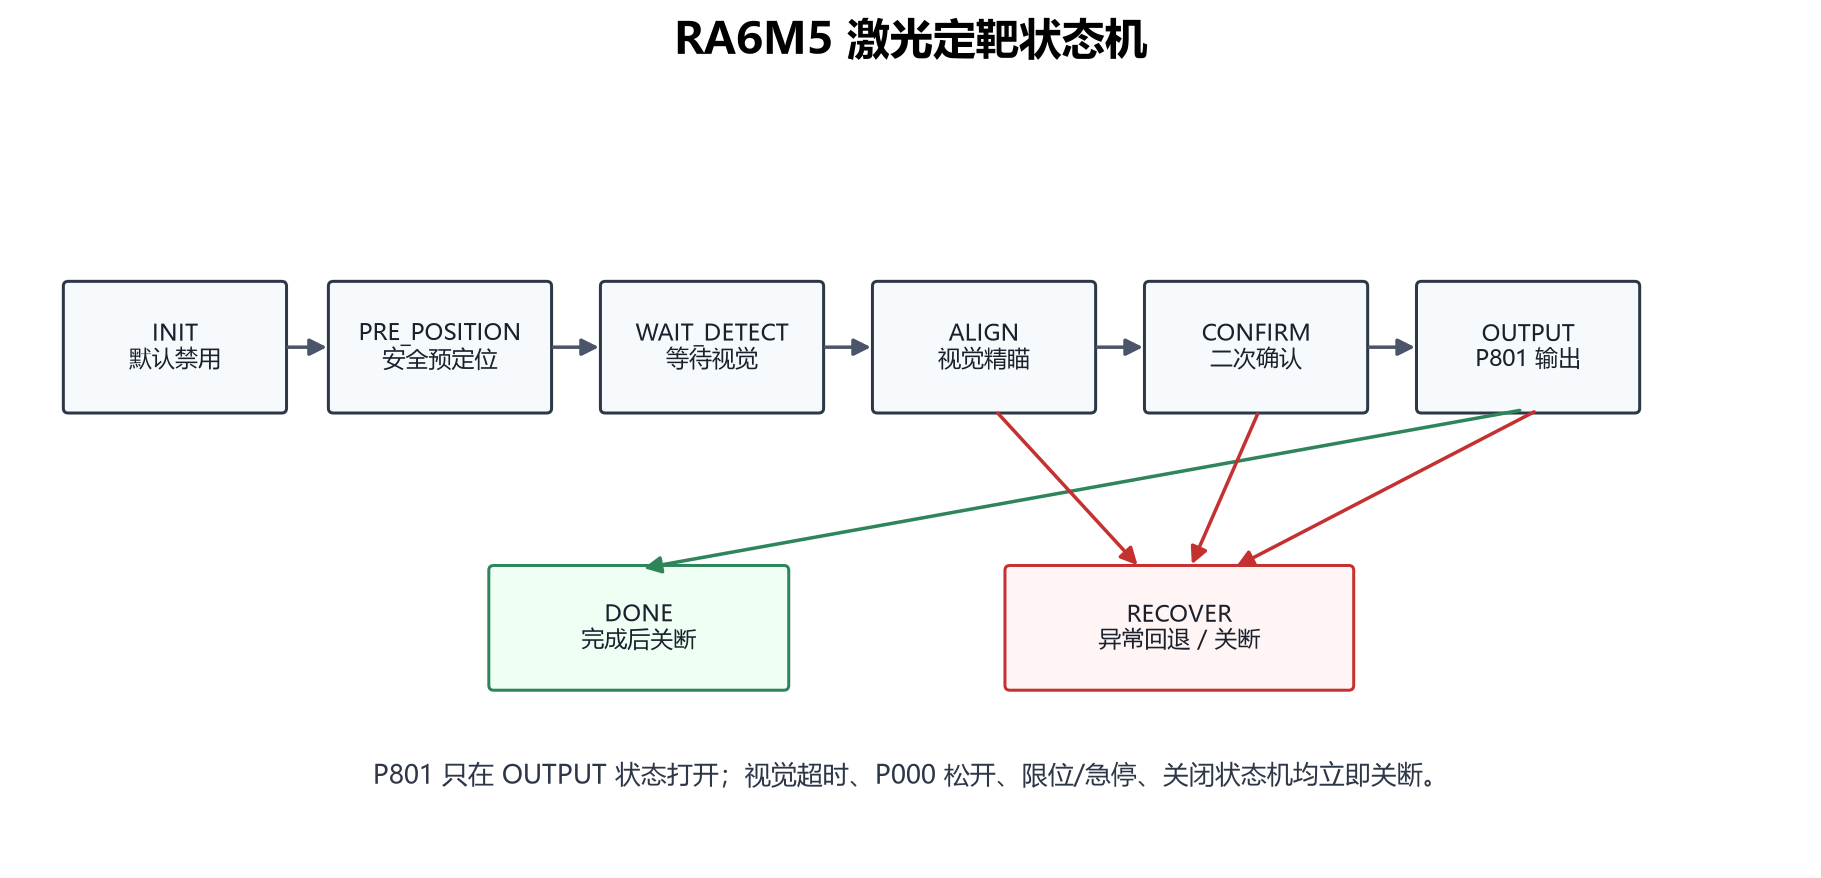 RA6M5 激光定靶状态机
INIT
默认禁用
PRE_POSITION
安全预定位
WAIT_DETECT
等待视觉
ALIGN
视觉精瞄
CONFIRM
二次确认
OUTPUT
P801 输出
DONE
完成后关断
RECOVER
异常回退 / 关断
P801 只在 OUTPUT 状态打开；视觉超时、P000 松开、限位/急停、关闭状态机均立即关断。